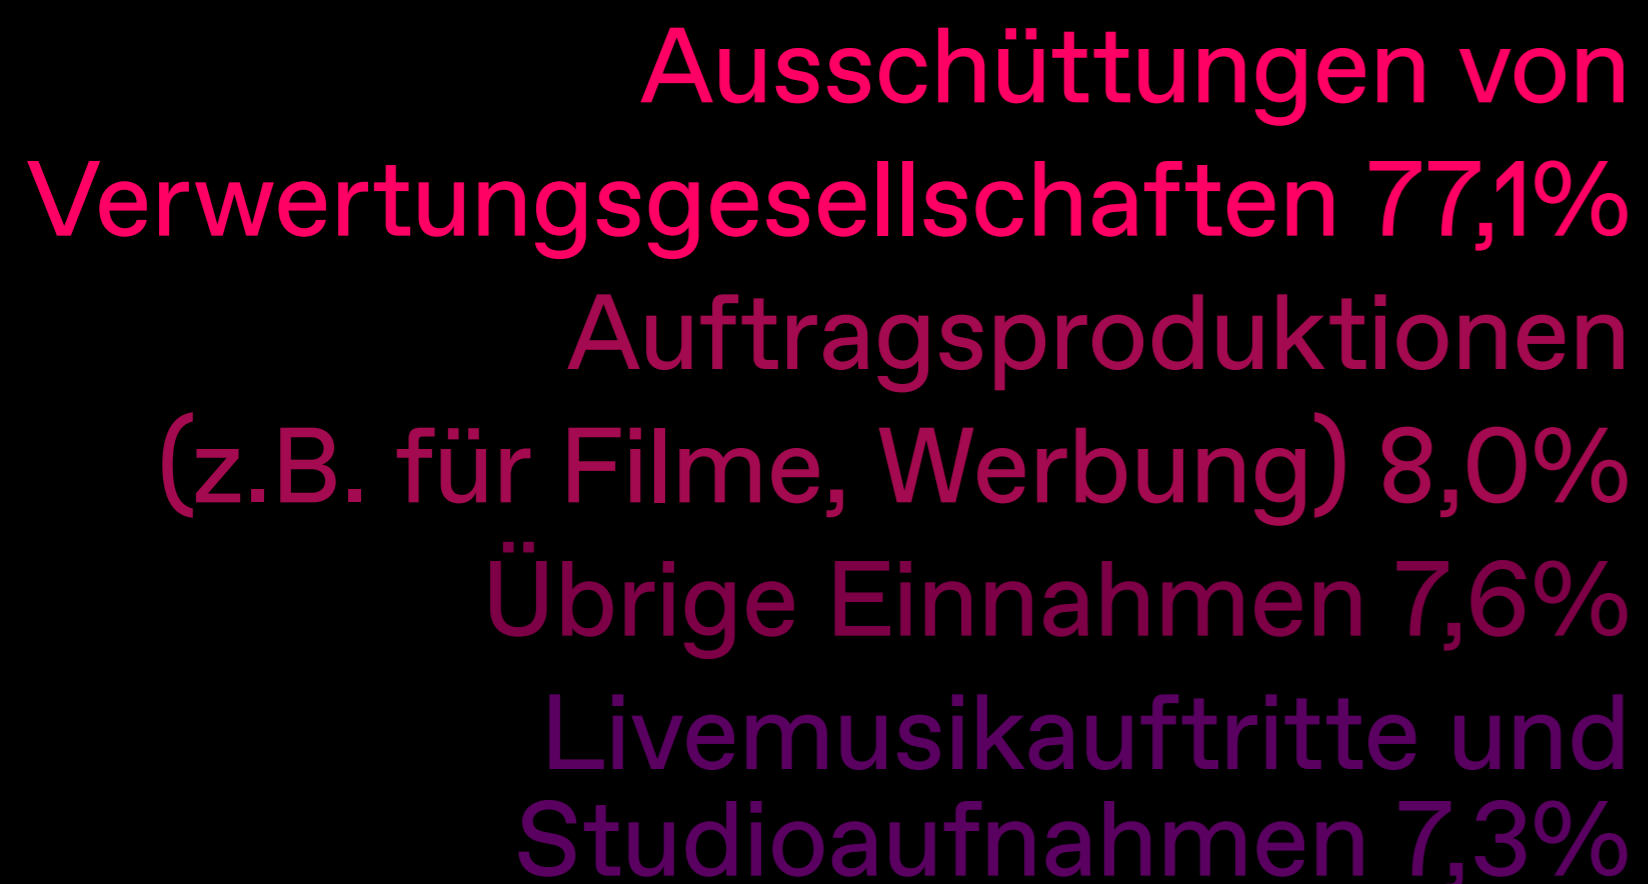 Ausschüttungen von
Verwertungsgesellschaften 77,1%
Auftragsproduktionen
(z.B. für Filme, Werbung) 8,0%
Übrige Einnahmen 7,6%
Livemusikauftritte und
Studioaufnahmen 7,3%